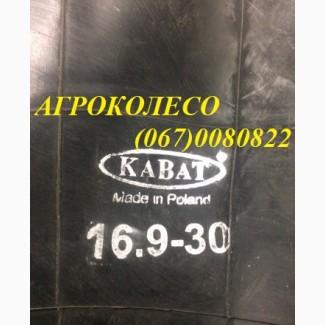 АГРОКОЛЕСО
(067)0080822
KABAT
Made in Poland
16.9-30